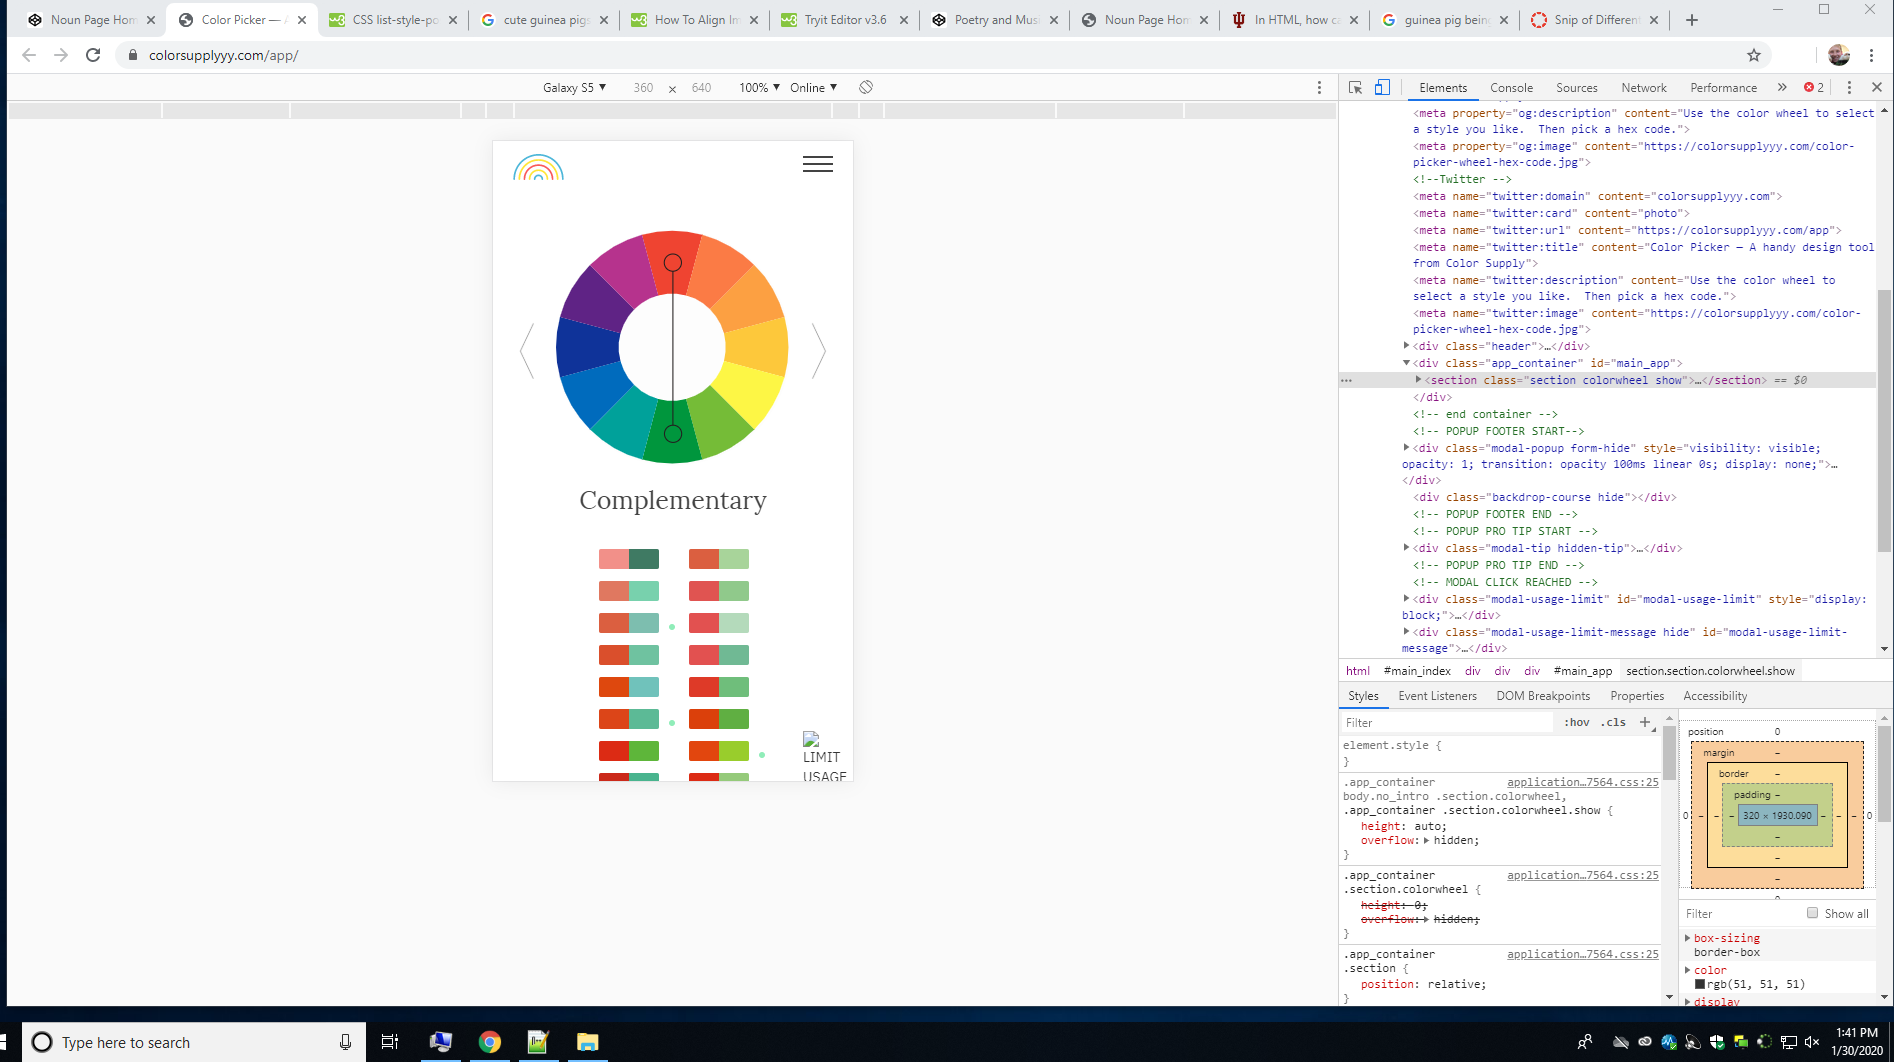 Noun Page Hom
Color Picker — A
CSS list-style-po
cute guinea pigs
How To Align Im
Tryit Editor v3.6
Poetry and Musi
Noun Page Hom
In HTML, how ca
guinea pig being
Snip of Different
colorsupplyyy.com/app/
Galaxy S5 ▼ 360 × 640 100% ▼ Online ▼
Elements Console Sources Network Performance » 2
<meta property="og:description" content="Use the color wheel to select
a style you like.  Then pick a hex code.">
<meta property="og:image" content="https://colorsupplyyy.com/color-
picker-wheel-hex-code.jpg">
<!--Twitter -->
<meta name="twitter:domain" content="colorsupplyyy.com">
<meta name="twitter:card" content="photo">
<meta name="twitter:url" content="https://colorsupplyyy.com/app">
<meta name="twitter:title" content="Color Picker — A handy design tool
from Color Supply">
<meta name="twitter:description" content="Use the color wheel to
select a style you like.  Then pick a hex code.">
<meta name="twitter:image" content="https://colorsupplyyy.com/color-
picker-wheel-hex-code.jpg">
<div class="header">…</div>
<div class="app_container" id="main_app">
<section class="section colorwheel show">…</section> == $0
</div>
<!-- end container -->
<!-- POPUP FOOTER START-->
<div class="modal-popup form-hide" style="visibility: visible;
opacity: 1; transition: opacity 100ms linear 0s; display: none;">…
</div>
<div class="backdrop-course hide"></div>
<!-- POPUP FOOTER END -->
<!-- POPUP PRO TIP START -->
<div class="modal-tip hidden-tip">…</div>
<!-- POPUP PRO TIP END -->
<!-- MODAL CLICK REACHED -->
<div class="modal-usage-limit" id="modal-usage-limit" style="display:
block;">…</div>
<div class="modal-usage-limit-message hide" id="modal-usage-limit-
message">…</div>
html #main_index div div div #main_app section.section.colorwheel.show
Styles Event Listeners DOM Breakpoints Properties Accessibility
Filter :hov .cls +
element.style {
}
.app_container application…7564.css:25
body.no_intro .section.colorwheel,
.app_container .section.colorwheel.show {
height: auto;
overflow: hidden;
}
.app_container application…7564.css:25
.section.colorwheel {
height: 0;
overflow: hidden;
}
.app_container application…7564.css:25
.section {
position: relative;
}
position 0
margin –
border –
padding –
0 – – – 320 × 1930.090 – – – 0
–
–
–
Filter Show all
box-sizing
border-box
color
rgb(51, 51, 51)
display
Complementary
LIMIT
USAGE
Type here to search
1:41 PM
1/30/2020